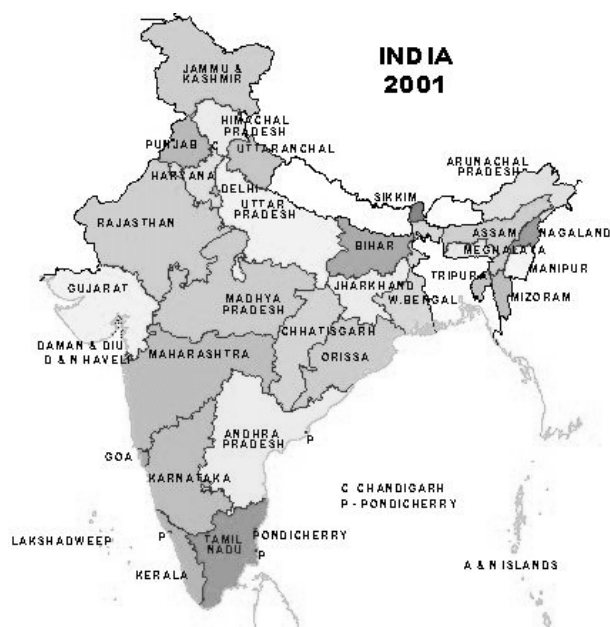 INDIA
2001
JAMMU &
KASHMIR
HIMACHAL
PRADESH
PUNJAB
C
UTTARANCHAL
HARYANA
DELHI
ARUNACHAL
PRADESH
SIKKIM
RAJASTHAN
UTTAR
PRADESH
ASSAM
NAGALAND
BIHAR
MEGHALAYA
MANIPUR
GUJARAT
JHARKHAND
TRIPURA
MADHYA
PRADESH
W.BENGAL
MIZORAM
CHHATISGARH
DAMAN & DIU
D & N HAVELI
MAHARASHTRA
ORISSA
ANDHRA
PRADESH
P
GOA
KARNATAKA
C CHANDIGARH
P - PONDICHERRY
LAKSHADWEEP
P
TAMIL
NADU
PONDICHERRY
P
KERALA
A & N ISLANDS